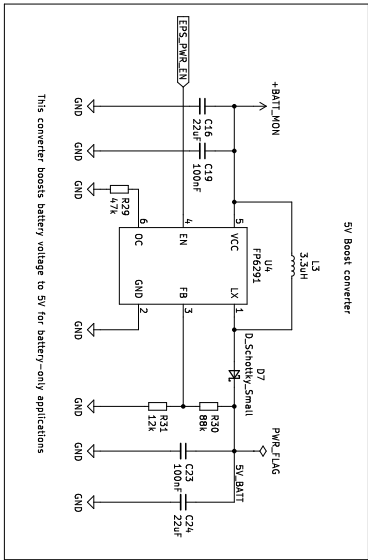 5V Boost converter
L3
3.3uH
+BATT_MON
C16
22uF
C19
100nF
EPS_PWR_EN
R29
47k
U4
FP6291
5
VCC
LX
1
4
EN
FB
3
6
OC
GND
2
D7
D_Schottky_Small
PWR_FLAG
5V_BATT
R30
88k
R31
12k
C23
100nF
C24
22uF
GND
GND
GND
GND
GND
GND
GND
This converter boosts battery voltage to 5V for battery-only applications